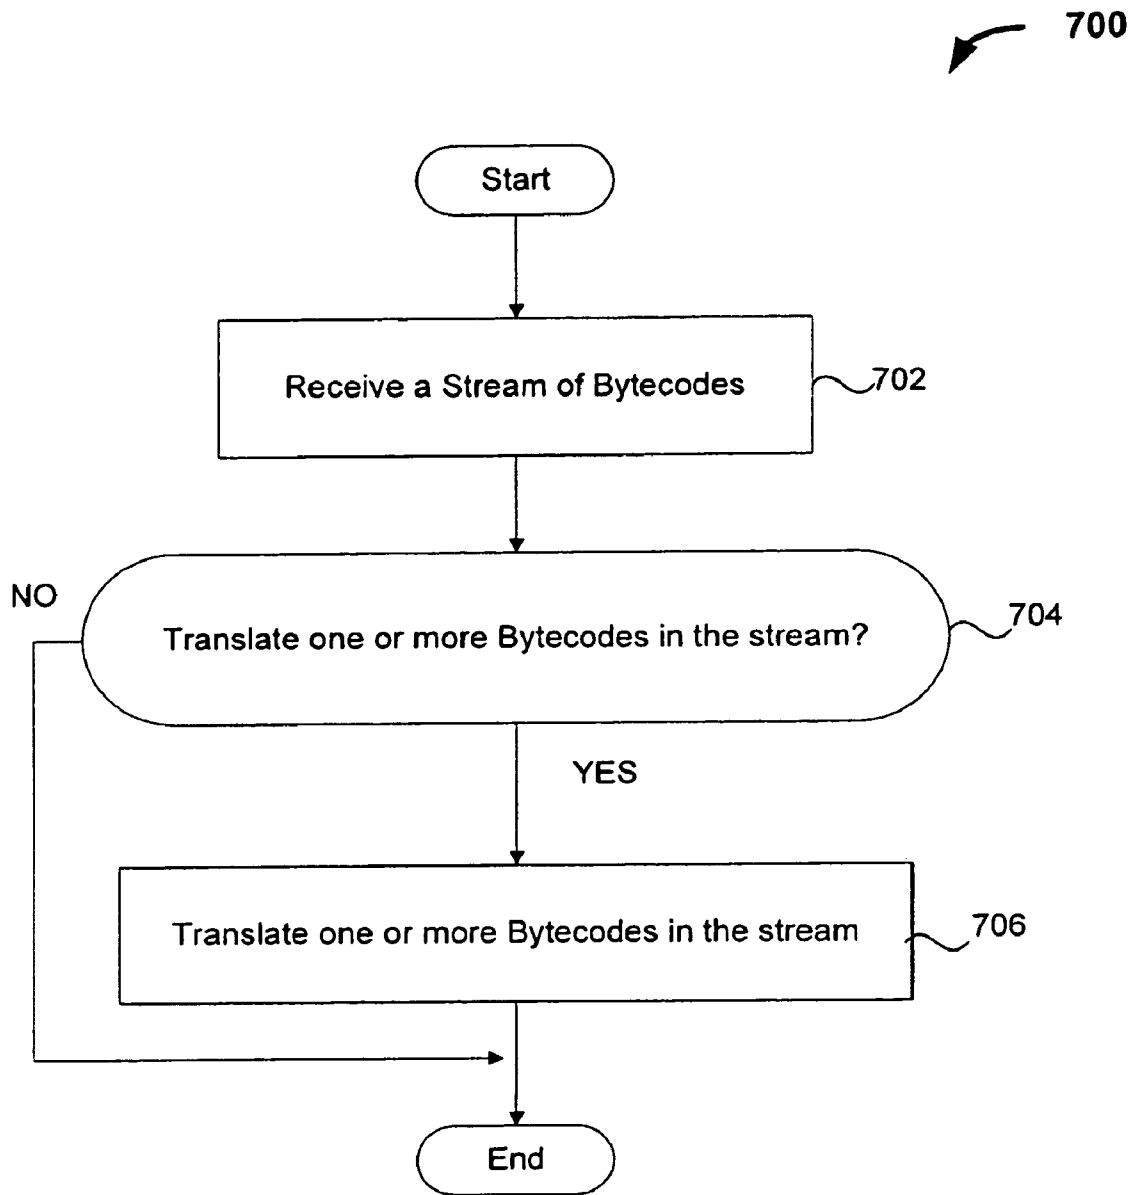 700
Start
Receive a Stream of Bytecodes
702
NO
Translate one or more Bytecodes in the stream?
704
YES
Translate one or more Bytecodes in the stream
706
End